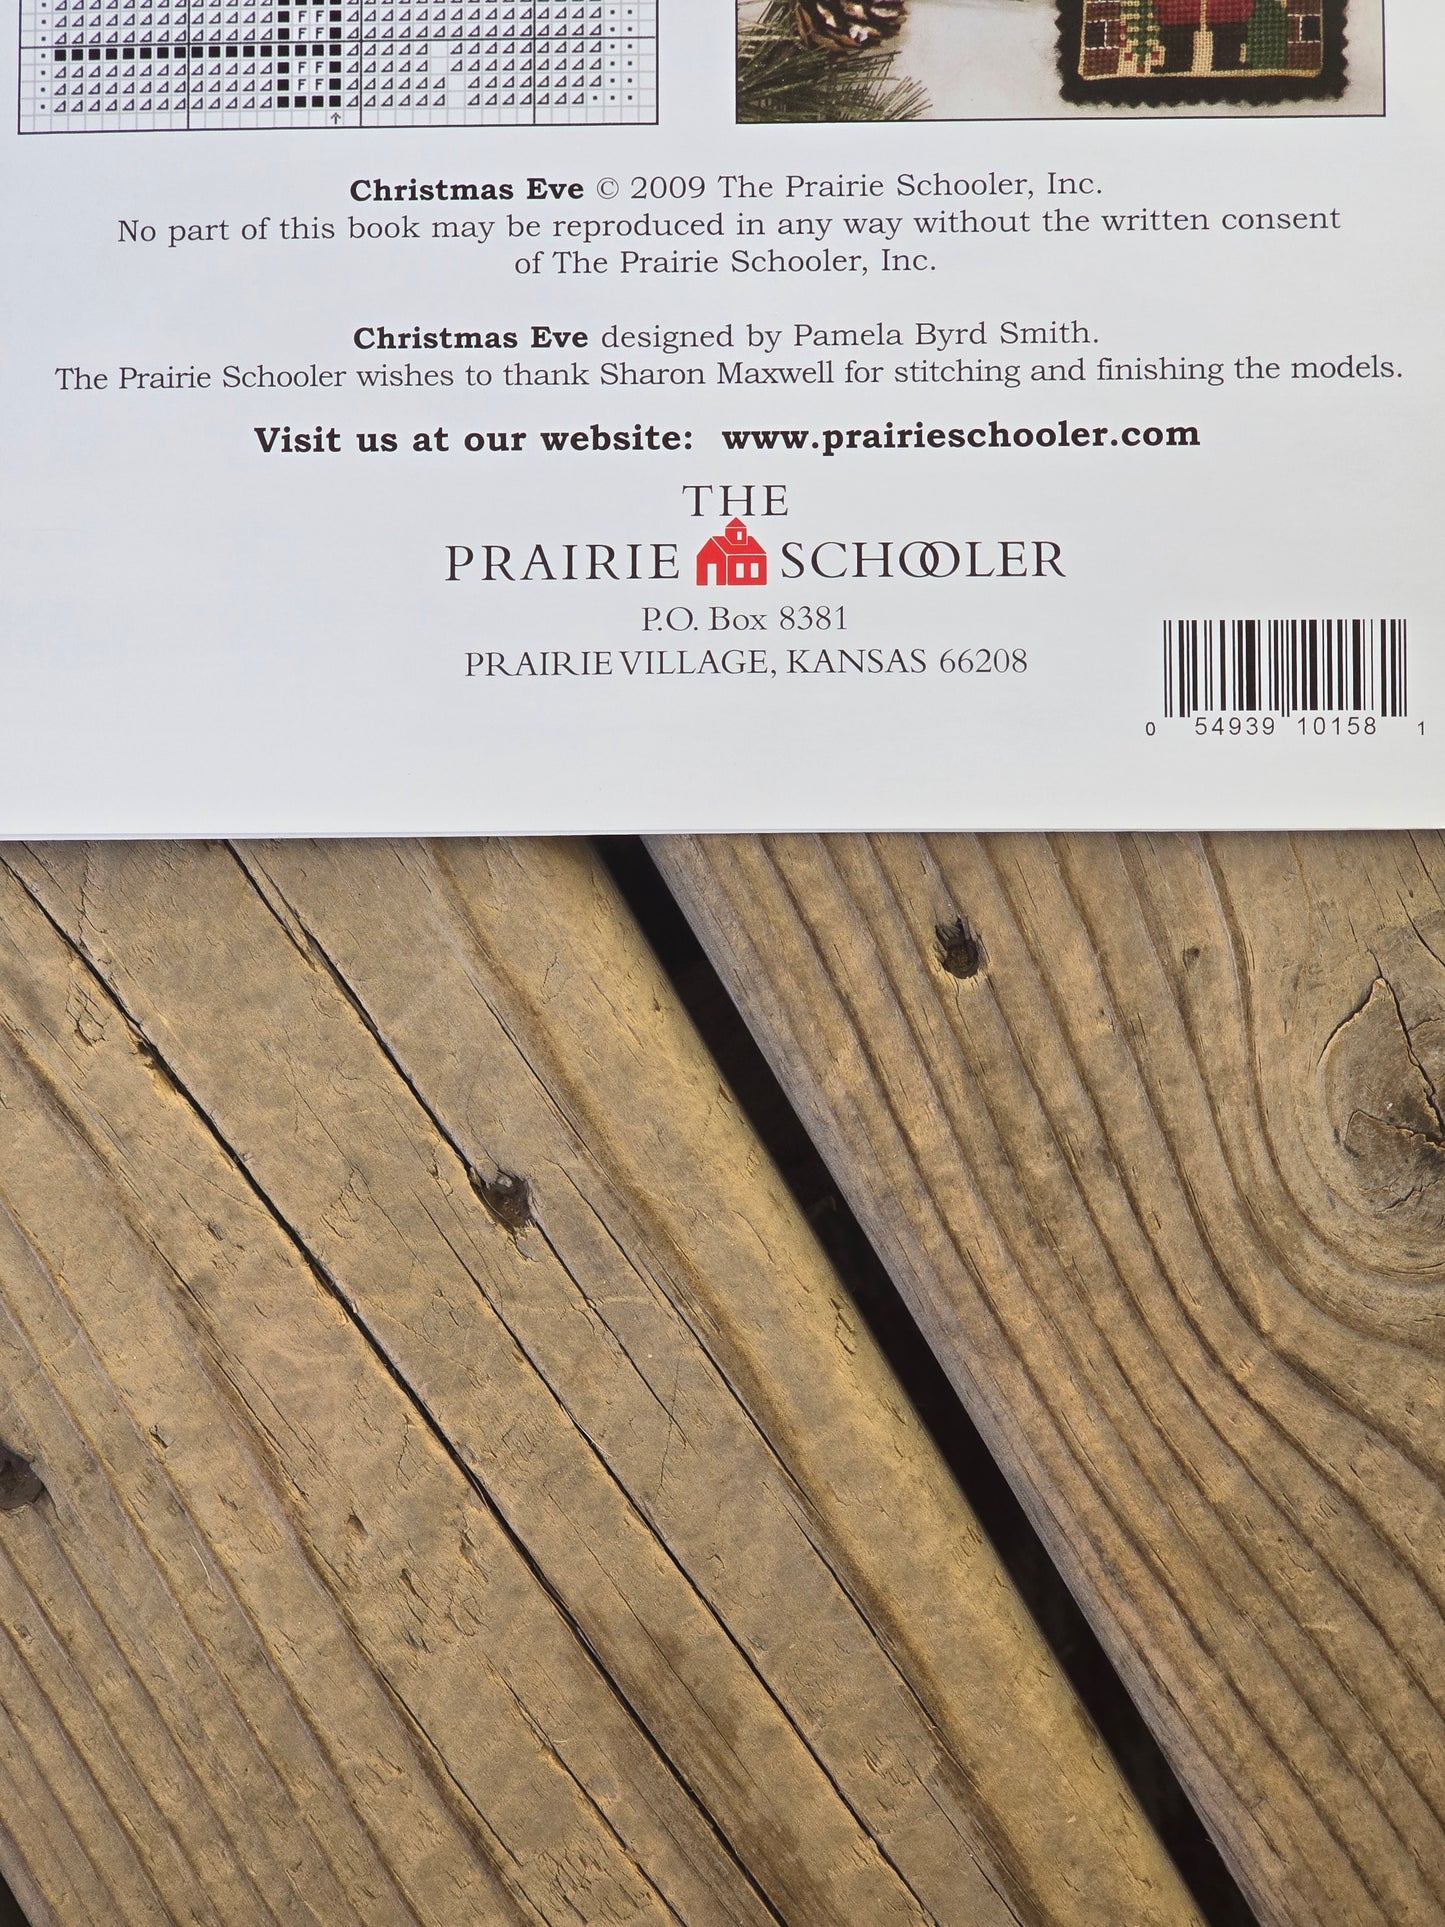 Christmas Eve © 2009 The Prairie Schooler, Inc.
No part of this book may be reproduced in any way without the written consent
of The Prairie Schooler, Inc.
Christmas Eve designed by Pamela Byrd Smith.
The Prairie Schooler wishes to thank Sharon Maxwell for stitching and finishing the models.
Visit us at our website: www.prairieschooler.com
THE
PRAIRIE SCHOOLER
P.O. Box 8381
PRAIRIE VILLAGE, KANSAS 66208
0 54939 10158 1